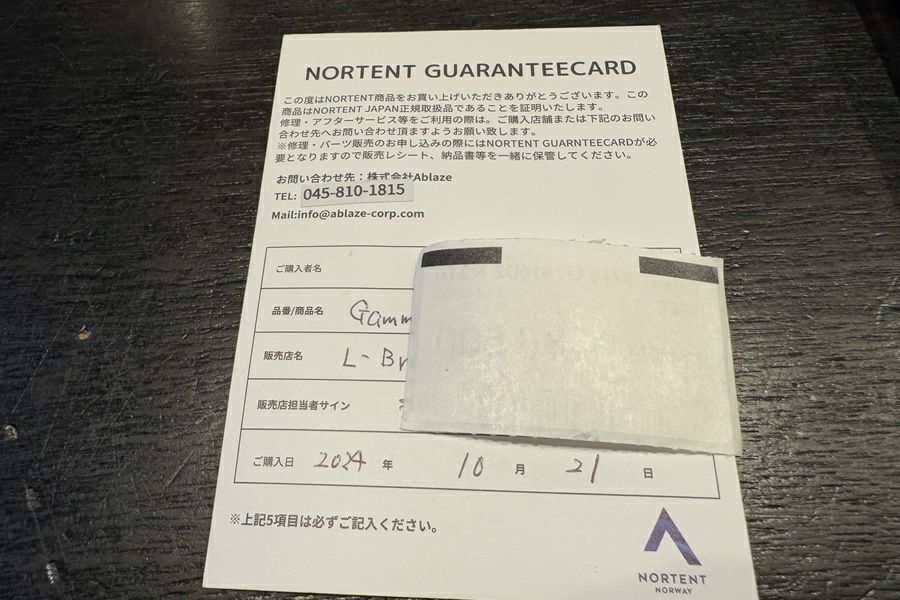 NORTENT GUARANTEECARD
この度はNORTENT商品をお買い上げいただきありがとうございます。この
商品はNORTENT JAPAN正規取扱品であることを証明いたします。
修理・アフターサービス等をご利用の際は。ご購入店舗または下記のお問い
合わせ先へお問い合わせ頂ますようお願い致します。
※修理・パーツ販売のお申し込みの際にはNORTENT GUARNTEECARDが必
要となりますので販売レシート、納品書等を一緒に保管してください。
お問い合わせ先：株式会社Ablaze
TEL: 045-810-1815
Mail:info@ablaze-corp.com
ご購入者名
品番/商品名 Gamm
販売店名 L-Br
販売店担当者サイン
ご購入日 2024 年 10 月 21 日
※上記5項目は必ずご記入ください。
NORTENT
NORWAY